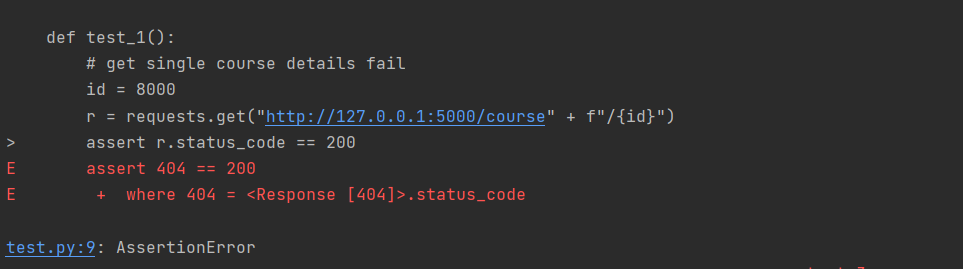 def test_1():
# get single course details fail
id = 8000
r = requests.get("http://127.0.0.1:5000/course" + f"/{id}")
> assert r.status_code == 200
E assert 404 == 200
E + where 404 = <Response [404]>.status_code
test.py:9: AssertionError